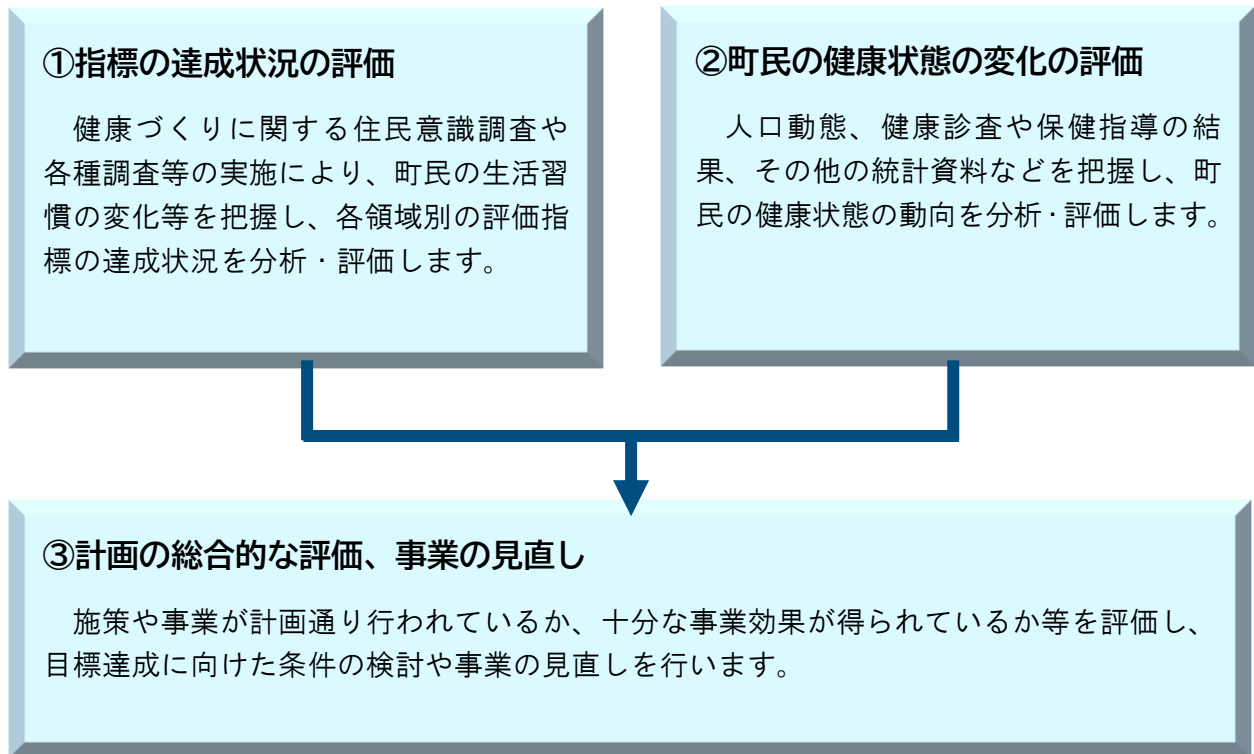 ①指標の達成状況の評価
健康づくりに関する住民意識調査や
各種調査等の実施により、町民の生活習
慣の変化等を把握し、各領域別の評価指
標の達成状況を分析・評価します。
②町民の健康状態の変化の評価
人口動態、健康診査や保健指導の結
果、その他の統計資料などを把握し、町
民の健康状態の動向を分析・評価します。
③計画の総合的な評価、事業の見直し
施策や事業が計画通り行われているか、十分な事業効果が得られているか等を評価し、
目標達成に向けた条件の検討や事業の見直しを行います。